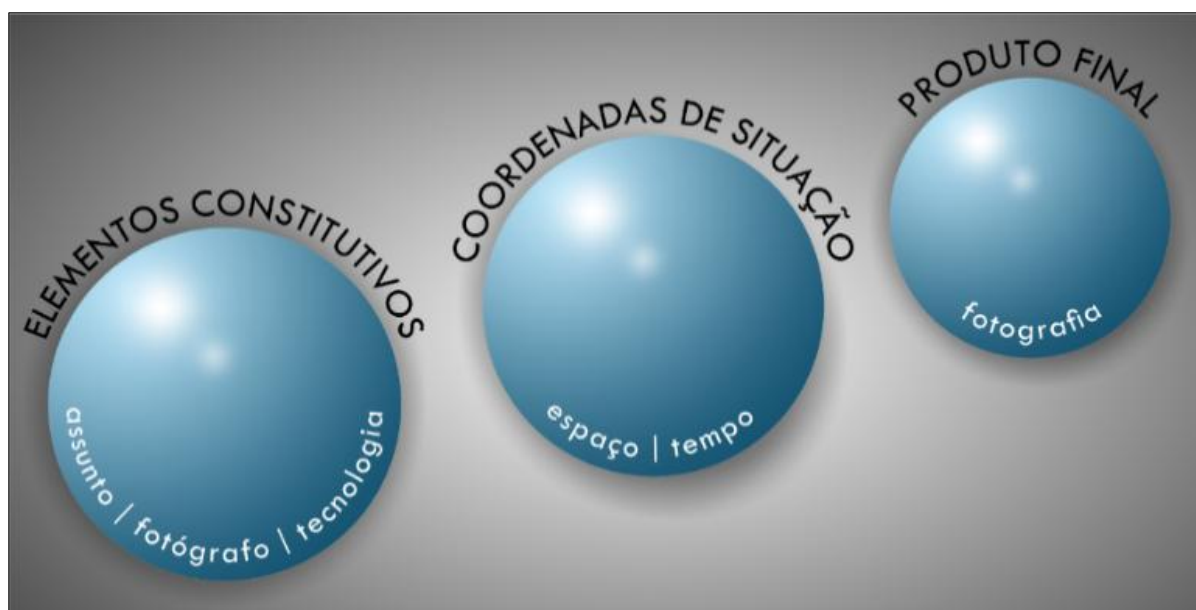 ELEMENTOS CONSTITUTIVOS
assunto | fotógrafo | tecnologia
COORDENADAS DE SITUAÇÃO
espaço | tempo
PRODUTO FINAL
fotografia